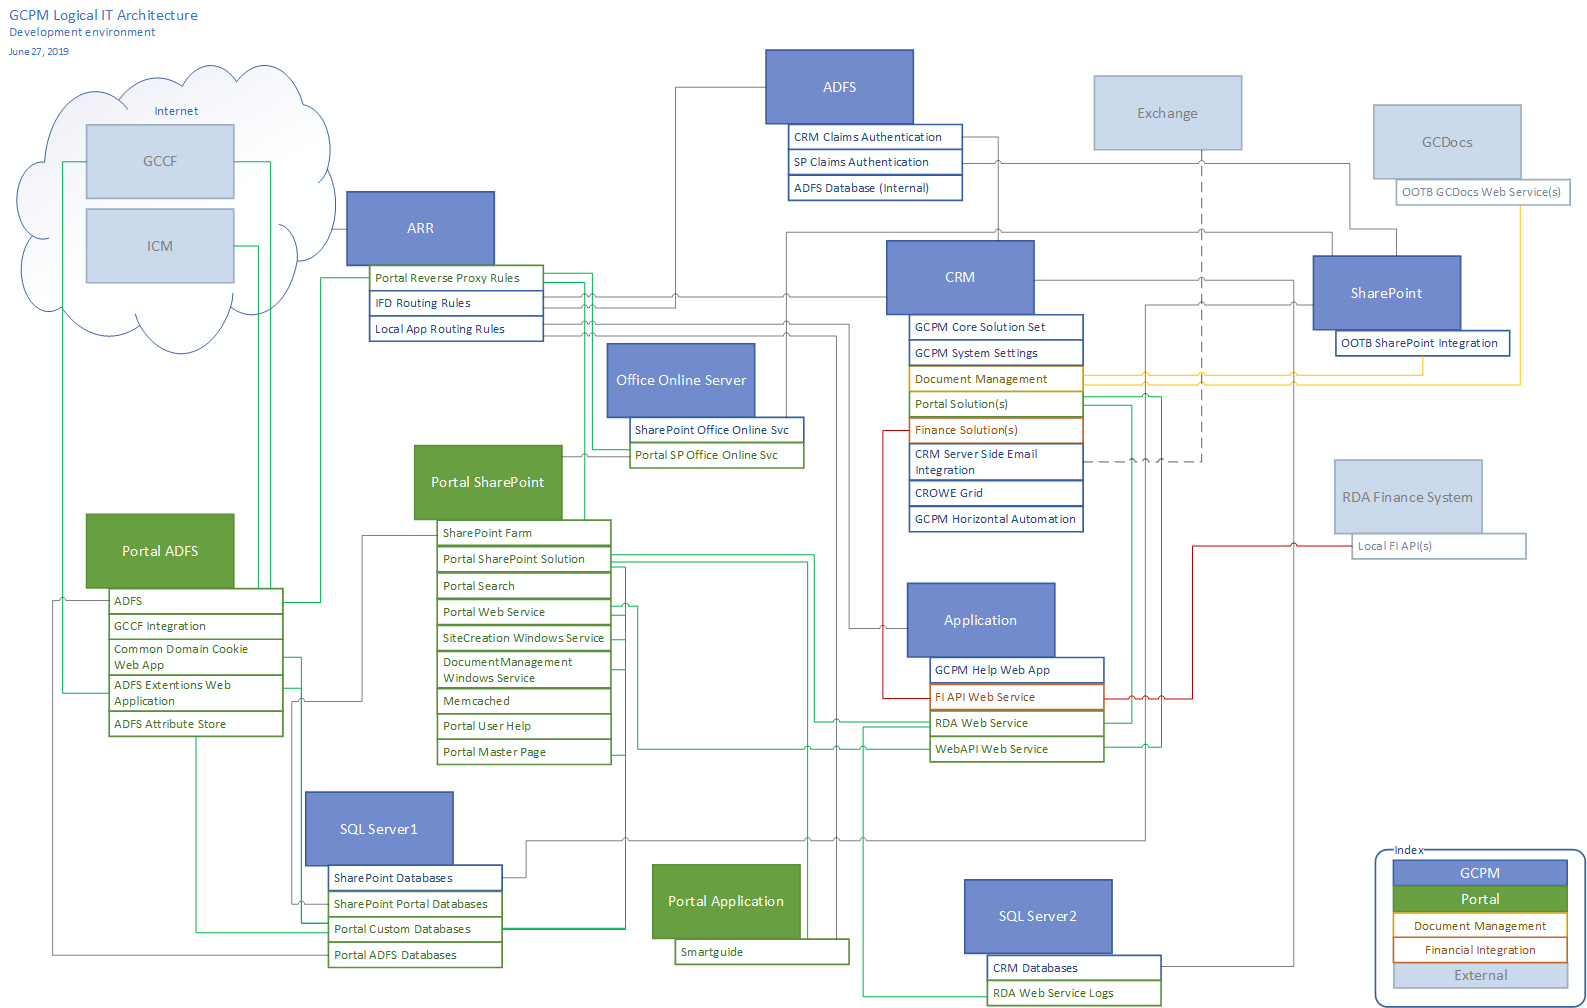 GCPM Logical IT Architecture
Development environment
June 27, 2019
Internet
GCCF
ICM
ARR
Portal Reverse Proxy Rules
IFD Routing Rules
Local App Routing Rules
ADFS
CRM Claims Authentication
SP Claims Authentication
ADFS Database (Internal)
Exchange
GCDocs
OOTB GCDocs Web Service(s)
CRM
GCPM Core Solution Set
GCPM System Settings
Document Management
Portal Solution(s)
Finance Solution(s)
CRM Server Side Email
Integration
CROWE Grid
GCPM Horizontal Automation
SharePoint
OOTB SharePoint Integration
Office Online Server
SharePoint Office Online Svc
Portal SP Office Online Svc
Portal SharePoint
SharePoint Farm
Portal SharePoint Solution
Portal Search
Portal Web Service
SiteCreation Windows Service
DocumentManagement
Windows Service
Memcached
Portal User Help
Portal Master Page
Portal ADFS
ADFS
GCCF Integration
Common Domain Cookie
Web App
ADFS Extentions Web
Application
ADFS Attribute Store
RDA Finance System
Local FI API(s)
Application
GCPM Help Web App
FI API Web Service
RDA Web Service
WebAPI Web Service
SQL Server1
SharePoint Databases
SharePoint Portal Databases
Portal Custom Databases
Portal ADFS Databases
Portal Application
Smartguide
SQL Server2
CRM Databases
RDA Web Service Logs
Index
GCPM
Portal
Document Management
Financial Integration
External